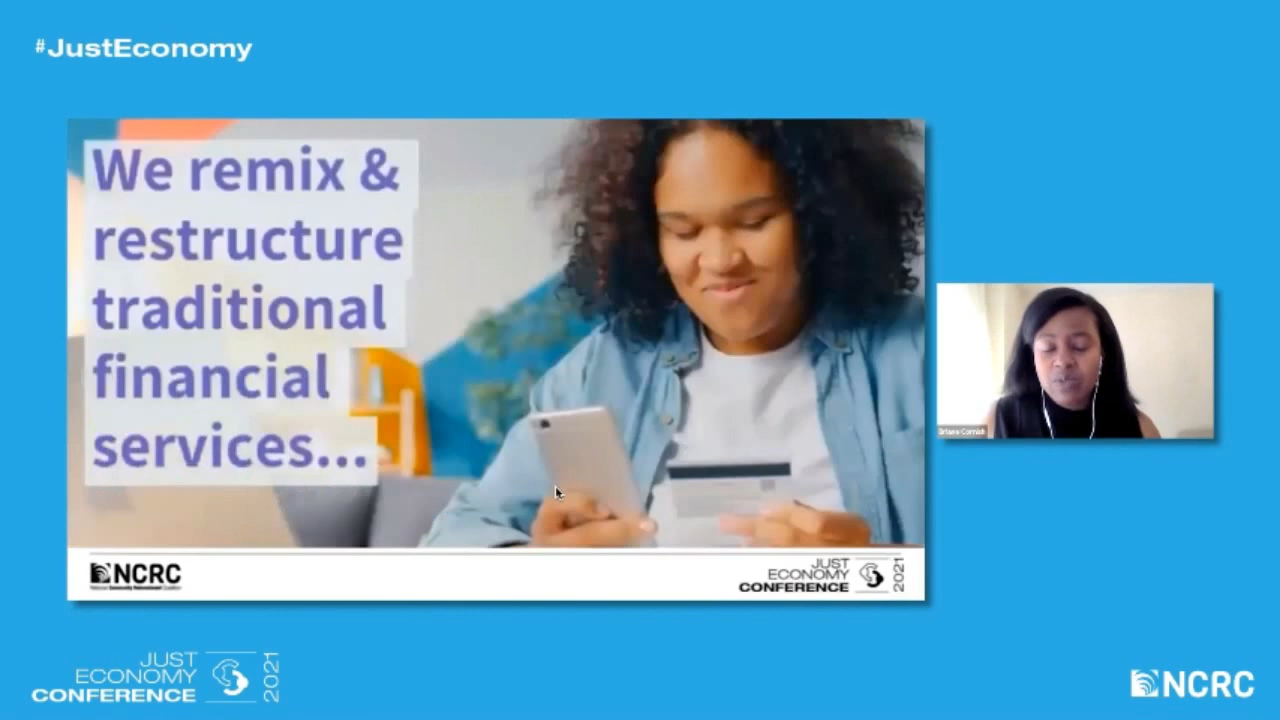 #JustEconomy
We remix &
restructure
traditional
financial
services...
NCRC
JUST
ECONOMY
CONFERENCE
2021
JUST
ECONOMY
CONFERENCE
2021
NCRC